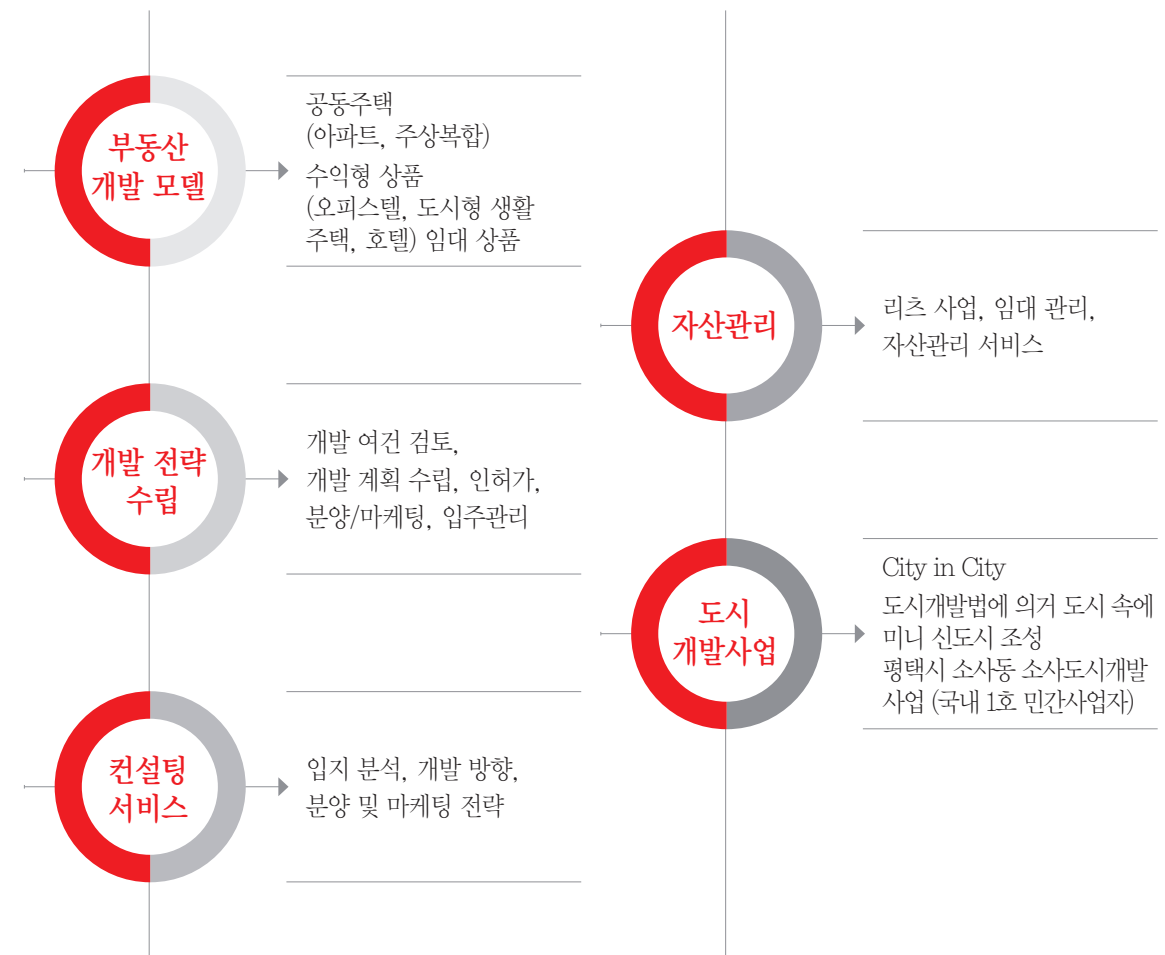 부동산
개발 모델
공동주택
(아파트, 주상복합)
수익형 상품
(오피스텔, 도시형 생활
주택, 호텔) 임대 상품
개발 전략
수립
개발 여건 검토,
개발 계획 수립, 인허가,
분양/마케팅, 입주관리
컨설팅
서비스
입지 분석, 개발 방향,
분양 및 마케팅 전략
자산관리
리츠 사업, 임대 관리,
자산관리 서비스
도시
개발사업
City in City
도시개발법에 의거 도시 속에
미니 신도시 조성
평택시 소사동 소사도시개발
사업 (국내 1호 민간사업자)